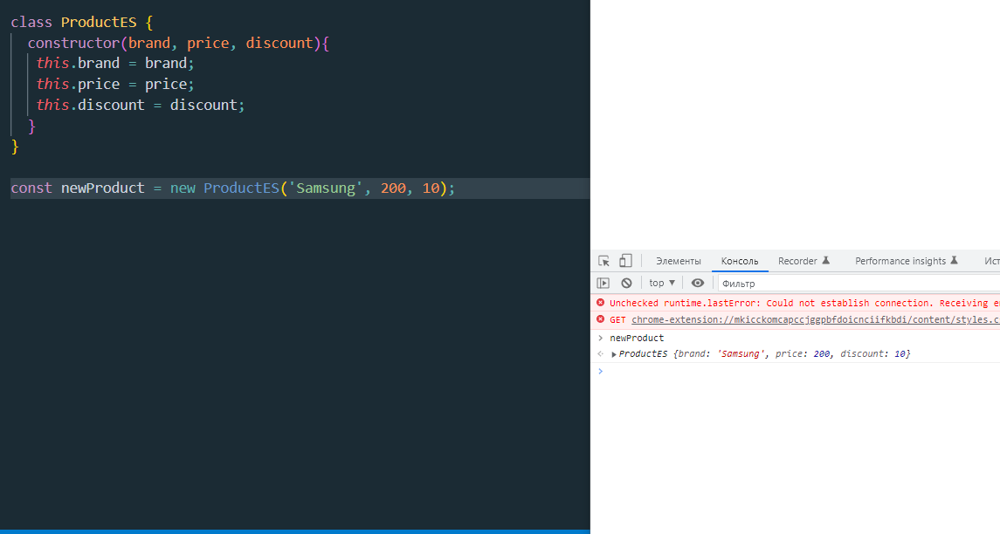 class ProductES {
constructor(brand, price, discount){
this.brand = brand;
this.price = price;
this.discount = discount;
}
}
const newProduct = new ProductES('Samsung', 200, 10);
Элементы Консоль Recorder Performance insights Ист
top ▼ Фильтр
Unchecked runtime.lastError: Could not establish connection. Receiving e
GET chrome-extension://mkicckomcapccjggpbfdoicnciifkbdi/content/styles.c
> newProduct
ProductES {brand: 'Samsung', price: 200, discount: 10}
>